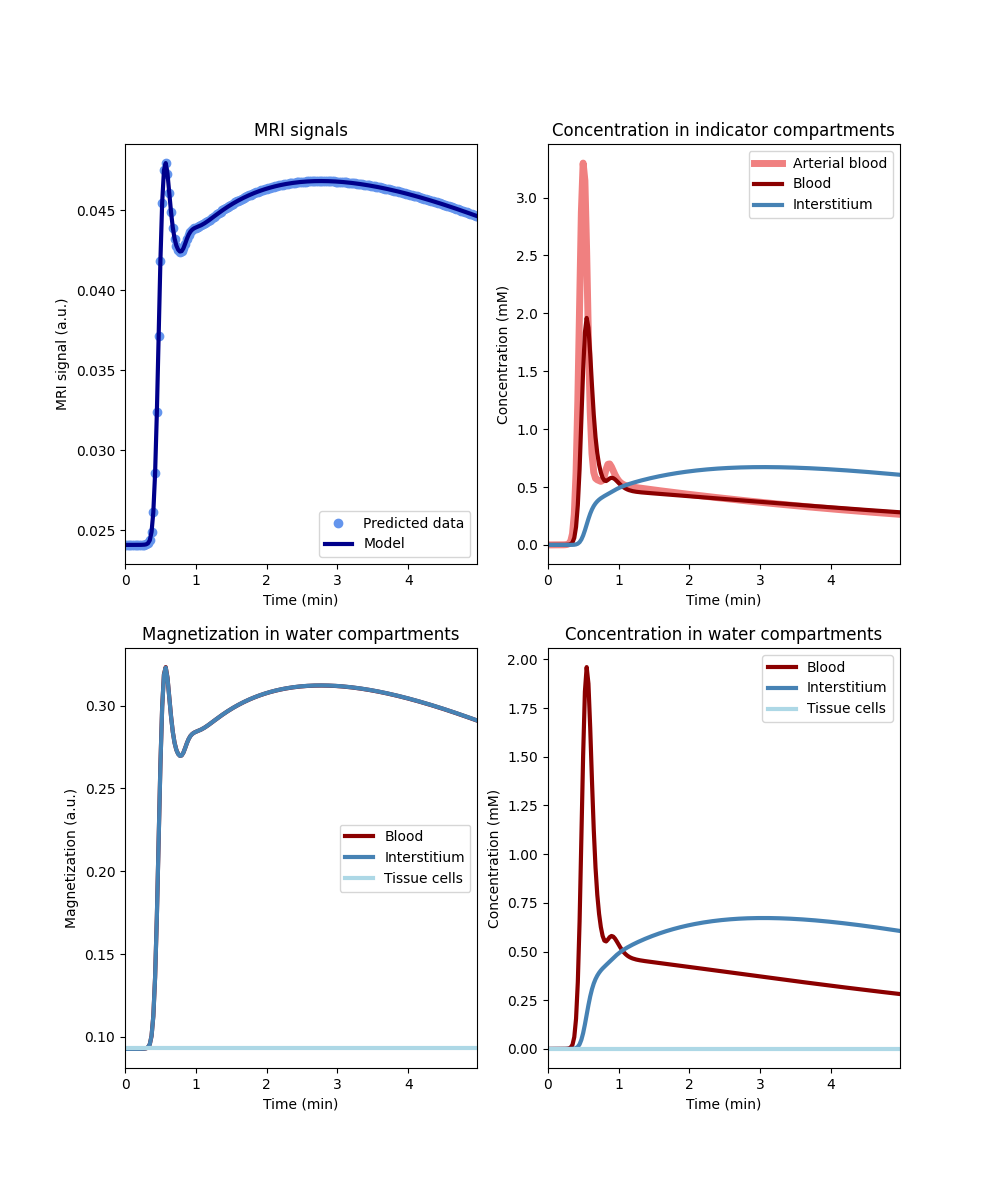 MRI signals
MRI signal (a.u.)
0.045
0.040
0.035
0.030
0.025
Predicted data
Model
0 1 2 3 4
Time (min)
Concentration in indicator compartments
Concentration (mM)
3.0
2.5
2.0
1.5
1.0
0.5
0.0
Arterial blood
Blood
Interstitium
0 1 2 3 4
Time (min)
Magnetization in water compartments
Magnetization (a.u.)
0.30
0.25
0.20
0.15
0.10
Blood
Interstitium
Tissue cells
0 1 2 3 4
Time (min)
Concentration in water compartments
Concentration (mM)
2.00
1.75
1.50
1.25
1.00
0.75
0.50
0.25
0.00
Blood
Interstitium
Tissue cells
0 1 2 3 4
Time (min)